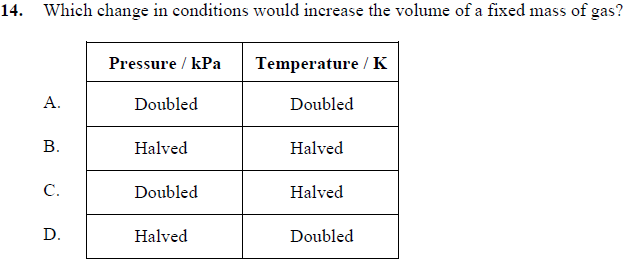 14. Which change in conditions would increase the volume of a fixed mass of gas?
Pressure / kPa Temperature / K
A. Doubled Doubled
B. Halved Halved
C. Doubled Halved
D. Halved Doubled